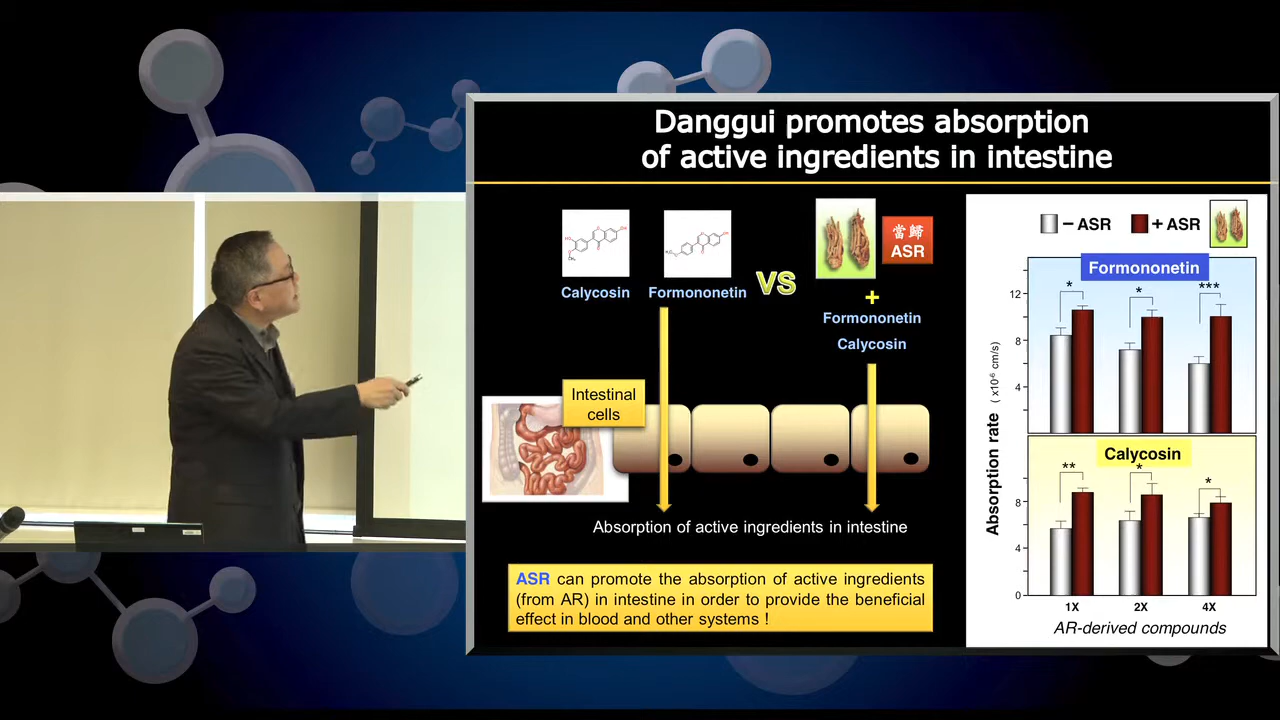 Danggui promotes absorption
of active ingredients in intestine
Calycosin
Formononetin
VS
當歸
ASR
+
Formononetin
Calycosin
Intestinal
cells
Absorption of active ingredients in intestine
ASR can promote the absorption of active ingredients
(from AR) in intestine in order to provide the beneficial
effect in blood and other systems !
− ASR
+ ASR
Formononetin
*
*
***
12
8
4
Calycosin
**
*
*
8
4
0
Absorption rate ( x10⁻⁶ cm/s)
1X
2X
4X
AR-derived compounds